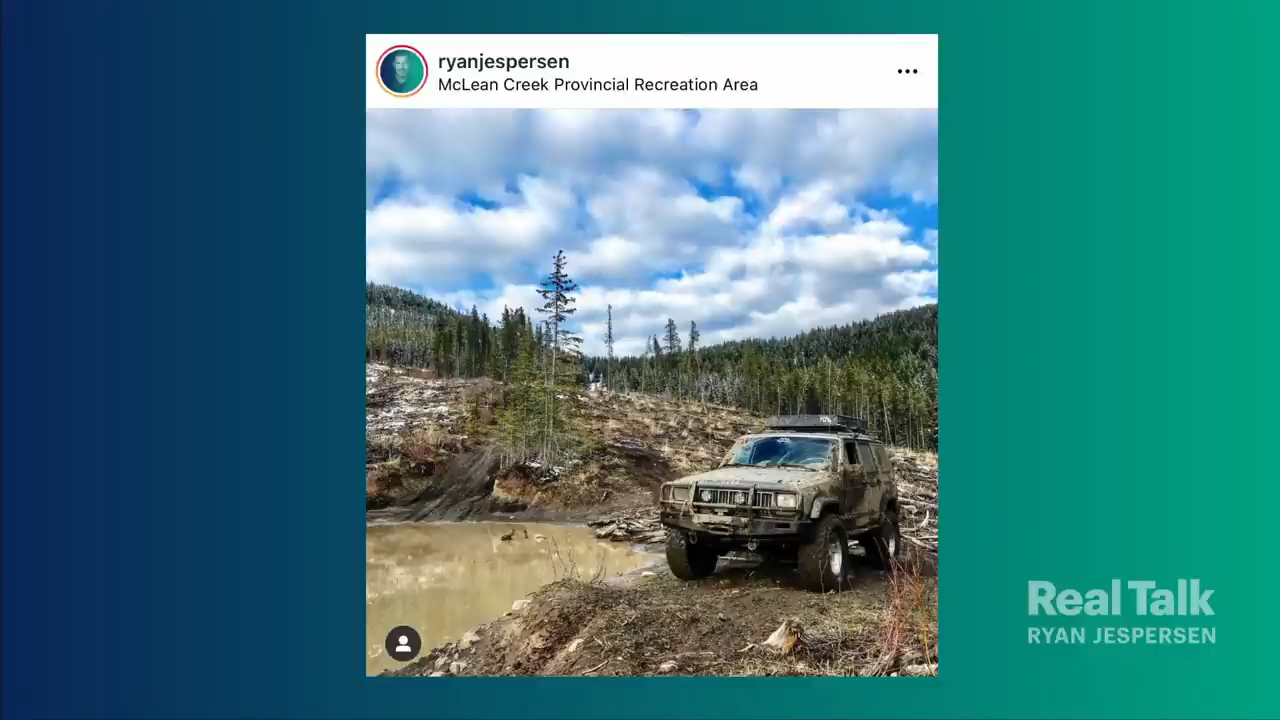 ryanjespersen
McLean Creek Provincial Recreation Area
Real Talk
RYAN JESPERSEN